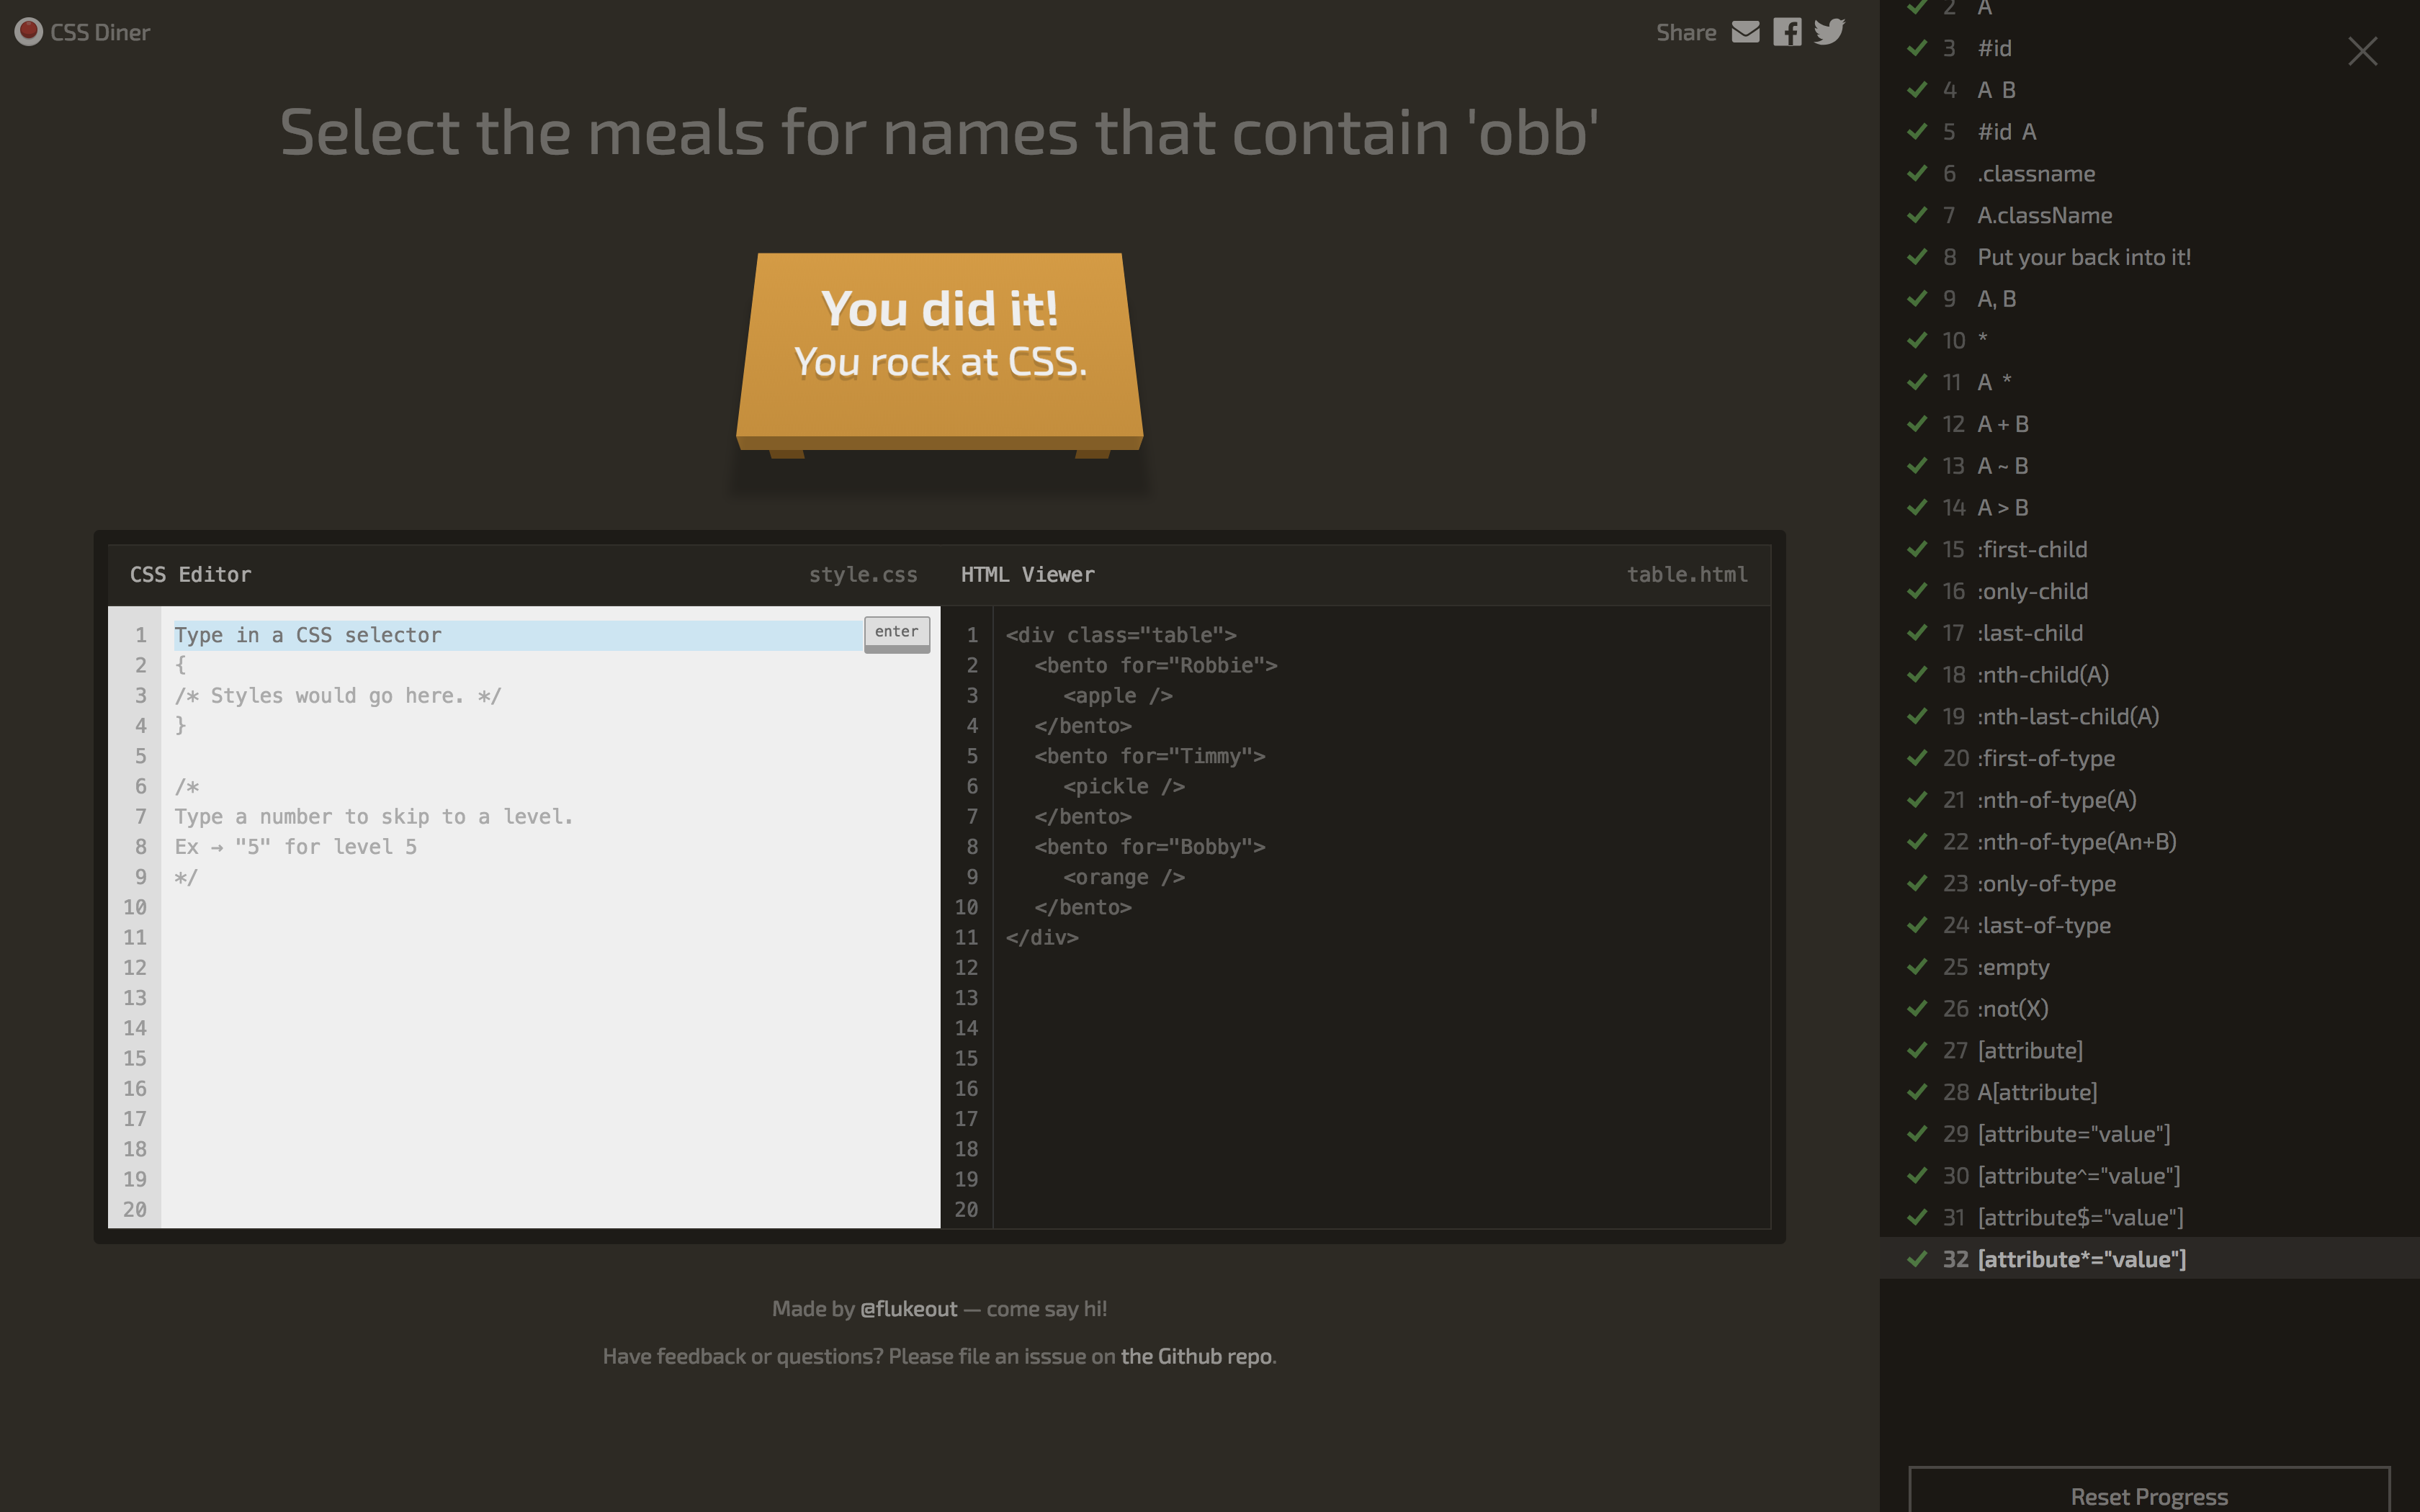 CSS Diner
Share
Select the meals for names that contain 'obb'
You did it!
You rock at CSS.
CSS Editor
style.css
1 Type in a CSS selector
enter
2 {
3 /* Styles would go here. */
4 }
5
6 /*
7 Type a number to skip to a level.
8 Ex → "5" for level 5
9 */
10
11
12
13
14
15
16
17
18
19
20
HTML Viewer
table.html
1 <div class="table">
2 <bento for="Robbie">
3 <apple />
4 </bento>
5 <bento for="Timmy">
6 <pickle />
7 </bento>
8 <bento for="Bobby">
9 <orange />
10 </bento>
11 </div>
12
13
14
15
16
17
18
19
20
Made by @flukeout — come say hi!
Have feedback or questions? Please file an isssue on the Github repo.
2 A
3 #id
4 A B
5 #id A
6 .classname
7 A.className
8 Put your back into it!
9 A, B
10 *
11 A *
12 A + B
13 A ~ B
14 A > B
15 :first-child
16 :only-child
17 :last-child
18 :nth-child(A)
19 :nth-last-child(A)
20 :first-of-type
21 :nth-of-type(A)
22 :nth-of-type(An+B)
23 :only-of-type
24 :last-of-type
25 :empty
26 :not(X)
27 [attribute]
28 A[attribute]
29 [attribute="value"]
30 [attribute^="value"]
31 [attribute$="value"]
32 [attribute*="value"]
Reset Progress